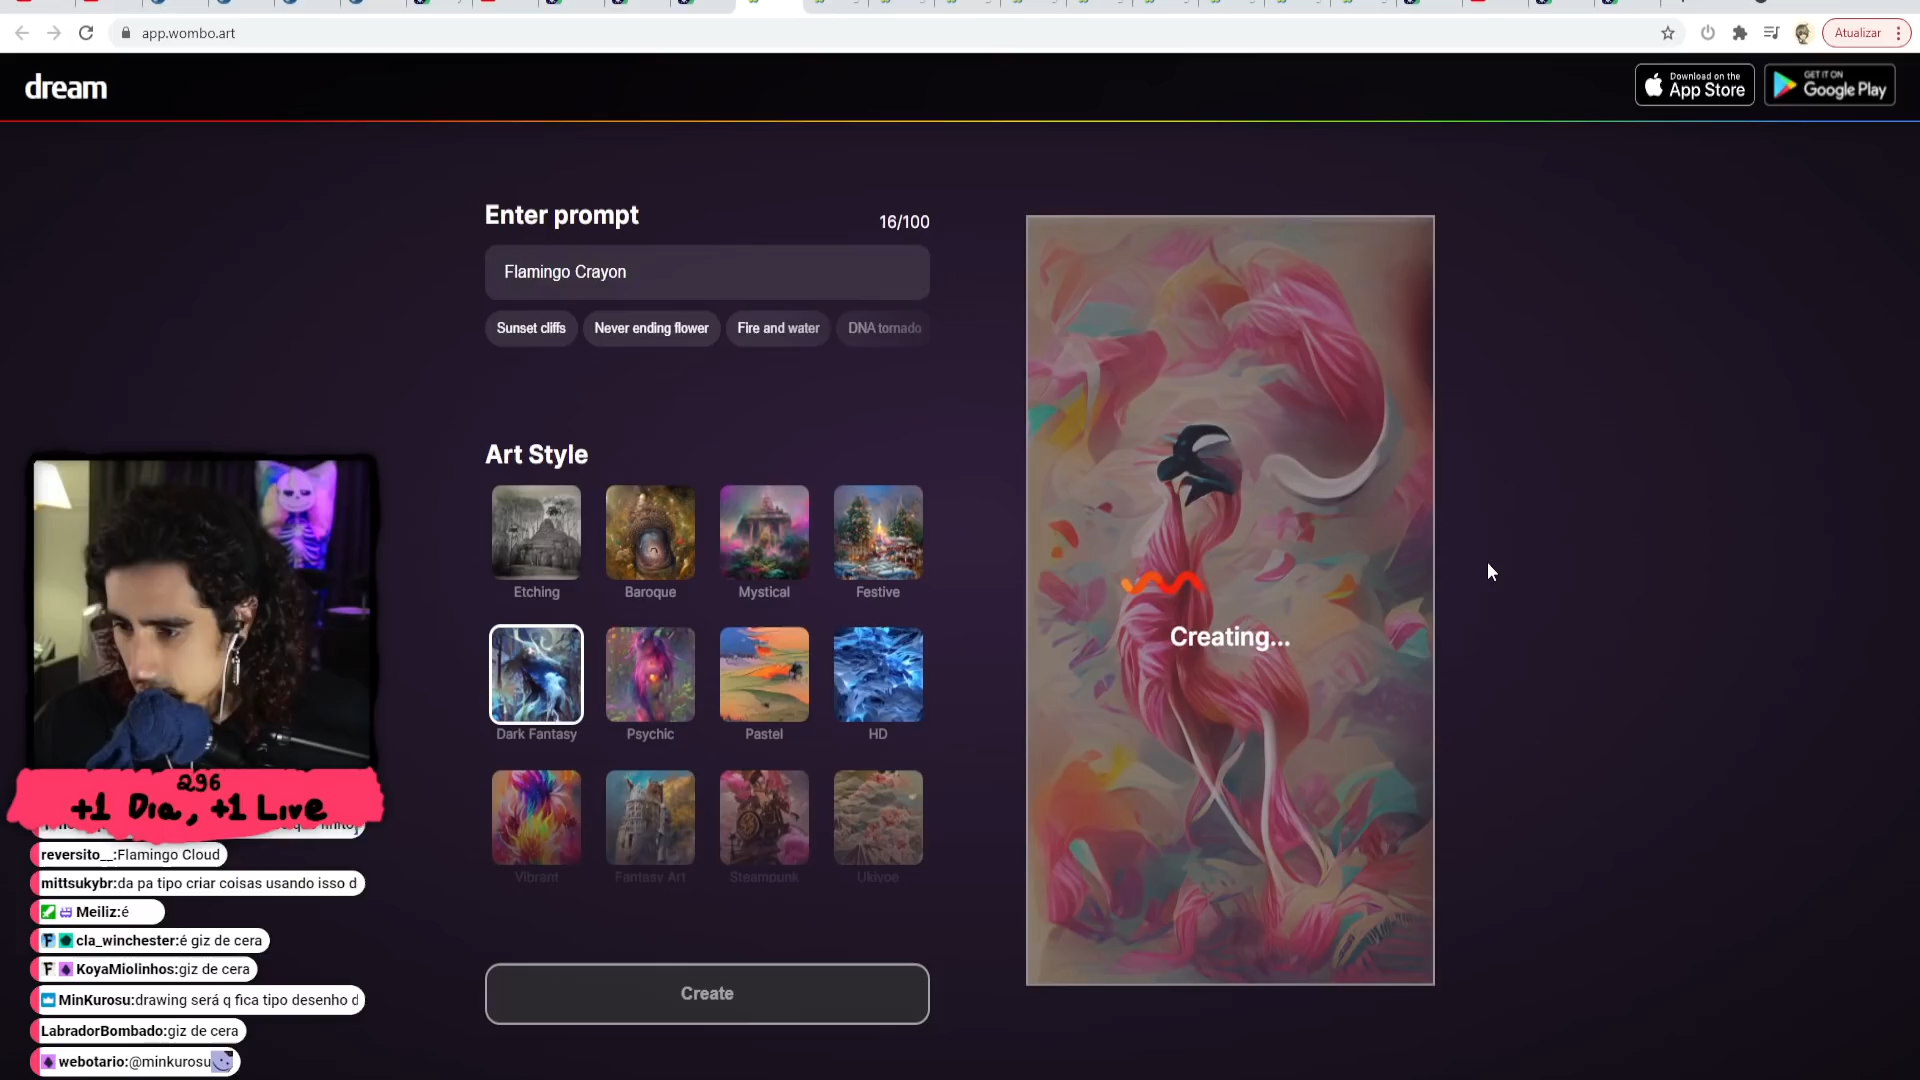 app.wombo.art
Atualizar
dream
Download on the
App Store
GET IT ON
Google Play
Enter prompt
16/100
Flamingo Crayon
Sunset cliffs
Never ending flower
Fire and water
DNA tornado
Art Style
Etching
Baroque
Mystical
Festive
Dark Fantasy
Psychic
Pastel
HD
Vibrant
Fantasy Art
Steampunk
Ukiyoe
Creating...
Create
296
+1 Dia, +1 Live
reversito__:Flamingo Cloud
mittsukybr:da pa tipo criar coisas usando isso d
Meiliz:é
cla_winchester:é giz de cera
KoyaMiolinhos:giz de cera
MinKurosu:drawing será q fica tipo desenho d
LabradorBombado:giz de cera
webotario:@minkurosu